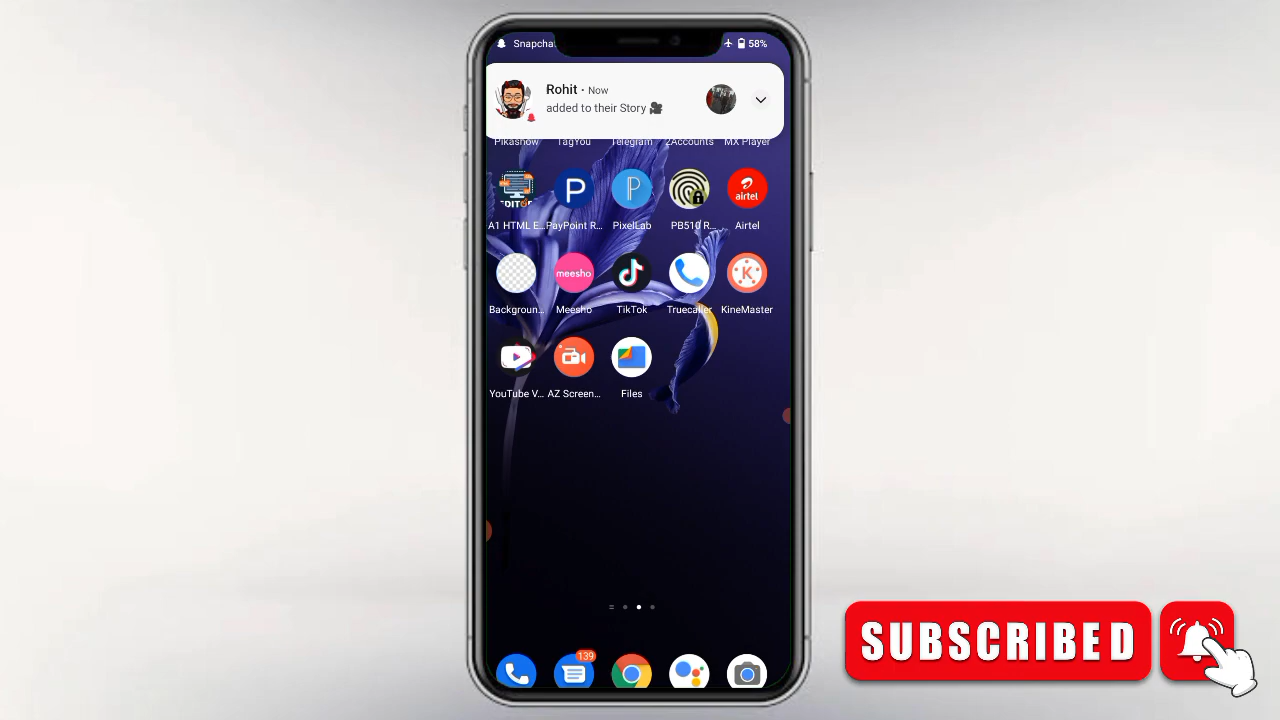 Snapcha
58%
Rohit · Now
added to their Story 🎥
Pikashow TagYou Telegram 2Accounts MX Player
EDITOR P P airtel
A1 HTML E... PayPoint R... PixelLab PB510 R... Airtel
meesho K
Backgroun... Meesho TikTok Truecaller KineMaster
YouTube V... AZ Screen... Files
139
SUBSCRIBED